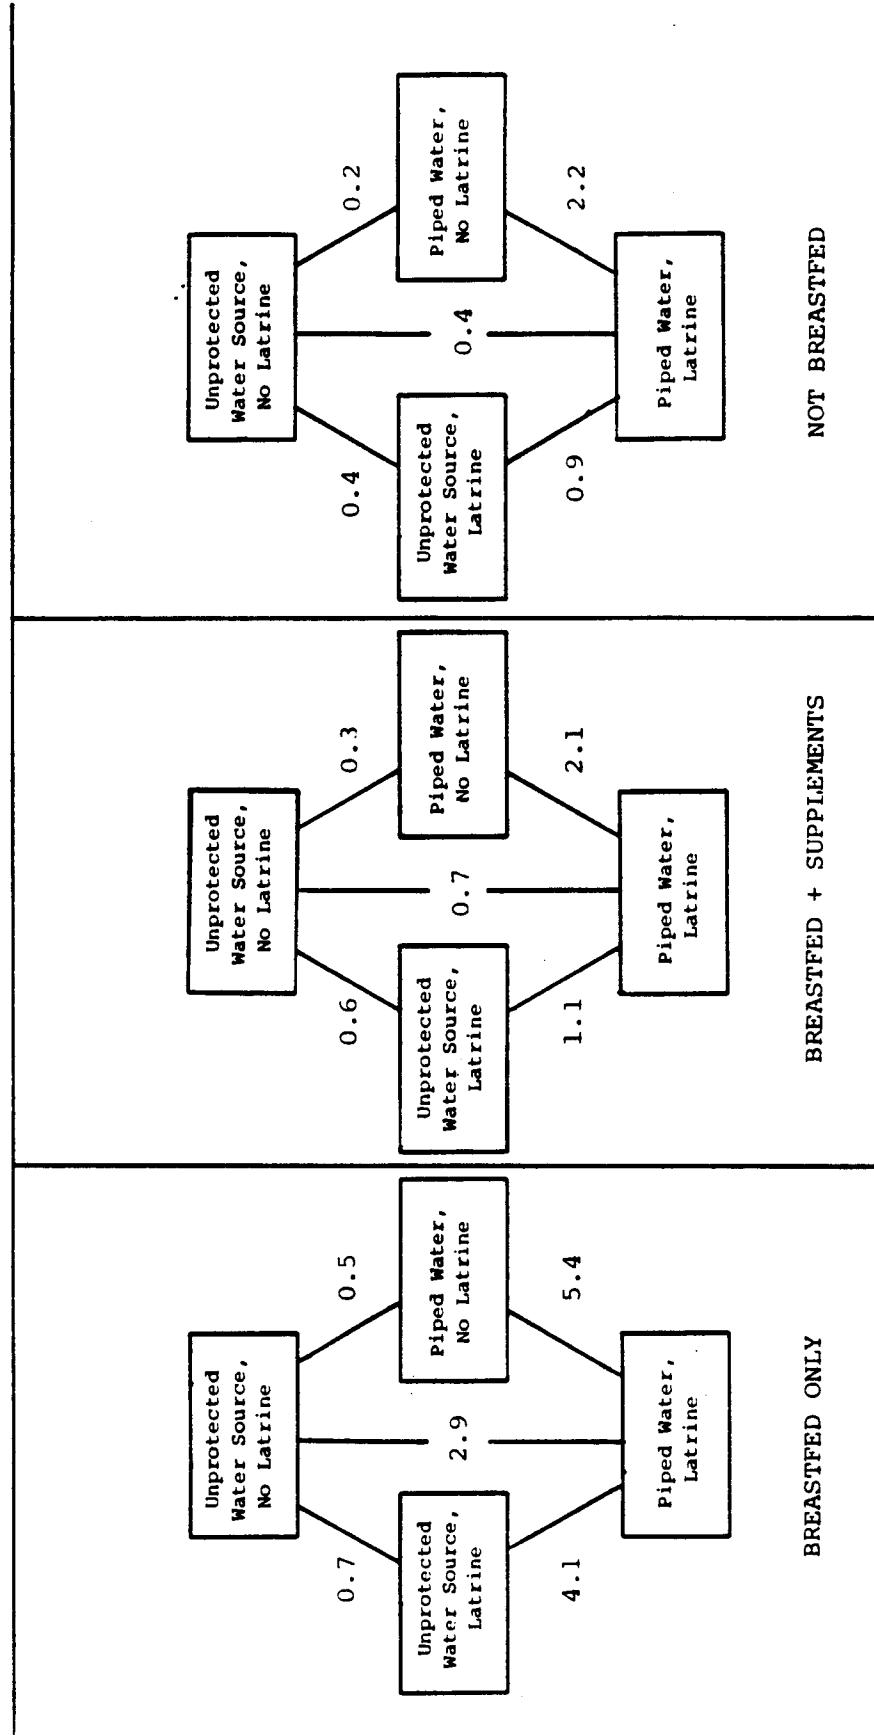 Unprotected
Water Source,
No Latrine
0.7
0.5
Unprotected
Water Source,
Latrine
2.9
Piped Water,
No Latrine
4.1
5.4
Piped Water,
Latrine
BREASTFED ONLY
Unprotected
Water Source,
No Latrine
0.6
0.3
Unprotected
Water Source,
Latrine
0.7
Piped Water,
No Latrine
1.1
2.1
Piped Water,
Latrine
BREASTFED + SUPPLEMENTS
Unprotected
Water Source,
No Latrine
0.4
0.2
Unprotected
Water Source,
Latrine
0.4
Piped Water,
No Latrine
0.9
2.2
Piped Water,
Latrine
NOT BREASTFED